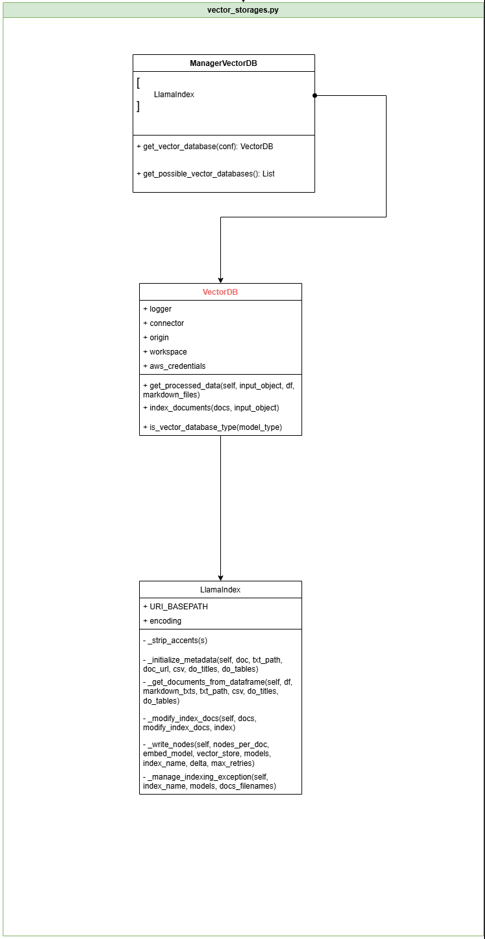 vector_storages.py
ManagerVectorDB
[
LlamaIndex
]
+ get_vector_database(conf): VectorDB
+ get_possible_vector_databases(): List
VectorDB
+ logger
+ connector
+ origin
+ workspace
+ aws_credentials
+ get_processed_data(self, input_object, df,
markdown_files)
+ index_documents(docs, input_object)
+ is_vector_database_type(model_type)
LlamaIndex
+ URI_BASEPATH
+ encoding
- _strip_accents(s)
- _initialize_metadata(self, doc, txt_path,
doc_url, csv, do_titles, do_tables)
- _get_documents_from_dataframe(self, df,
markdown_txts, txt_path, csv, do_titles,
do_tables)
- _modify_index_docs(self, docs,
modify_index_docs, index)
- _write_nodes(self, nodes_per_doc,
embed_model, vector_store, models,
index_name, delta, max_retries)
- _manage_indexing_exception(self,
index_name, models, docs_filenames)